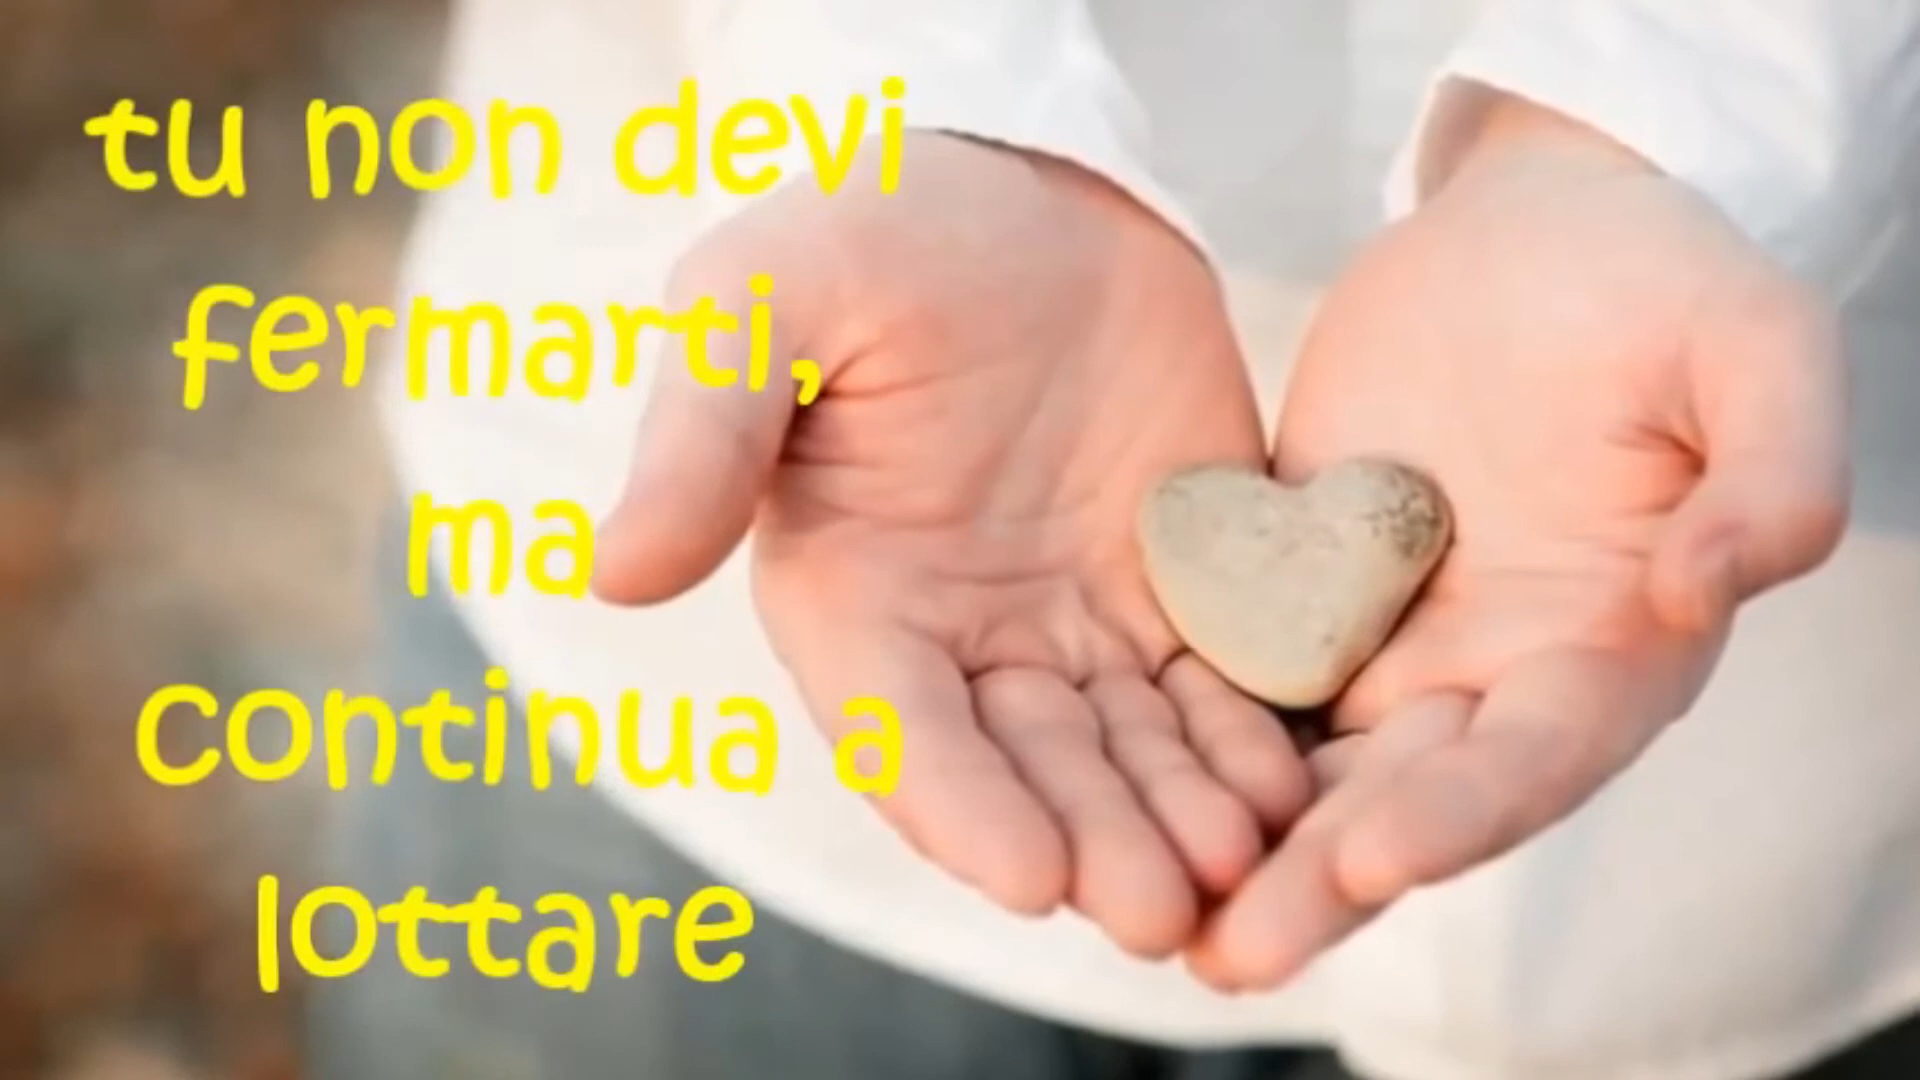 tu non devi
fermarti,
ma
continua a
lottare